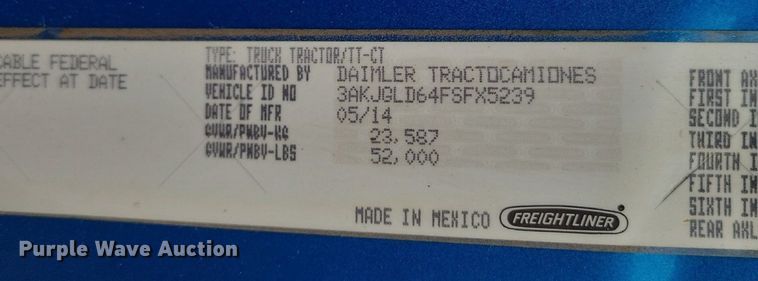 CABLE FEDERAL
EFFECT AT DATE
TYPE: TRUCK TRACTOR/TT-CT
MANUFACTURED BY DAIMLER TRACTOCAMIONES
VEHICLE ID NO 3AKJGLD64FSFX5239
DATE OF MFR 05/14
GVWR/PNBV-KG 23,587
GVWR/PNBV-LBS 52,000
MADE IN MEXICO FREIGHTLINER
FRONT AX
FIRST IN
SECOND I
THIRD IN
FOURTH I
FIFTH IN
SIXTH IN
REAR AXL
Purple Wave Auction